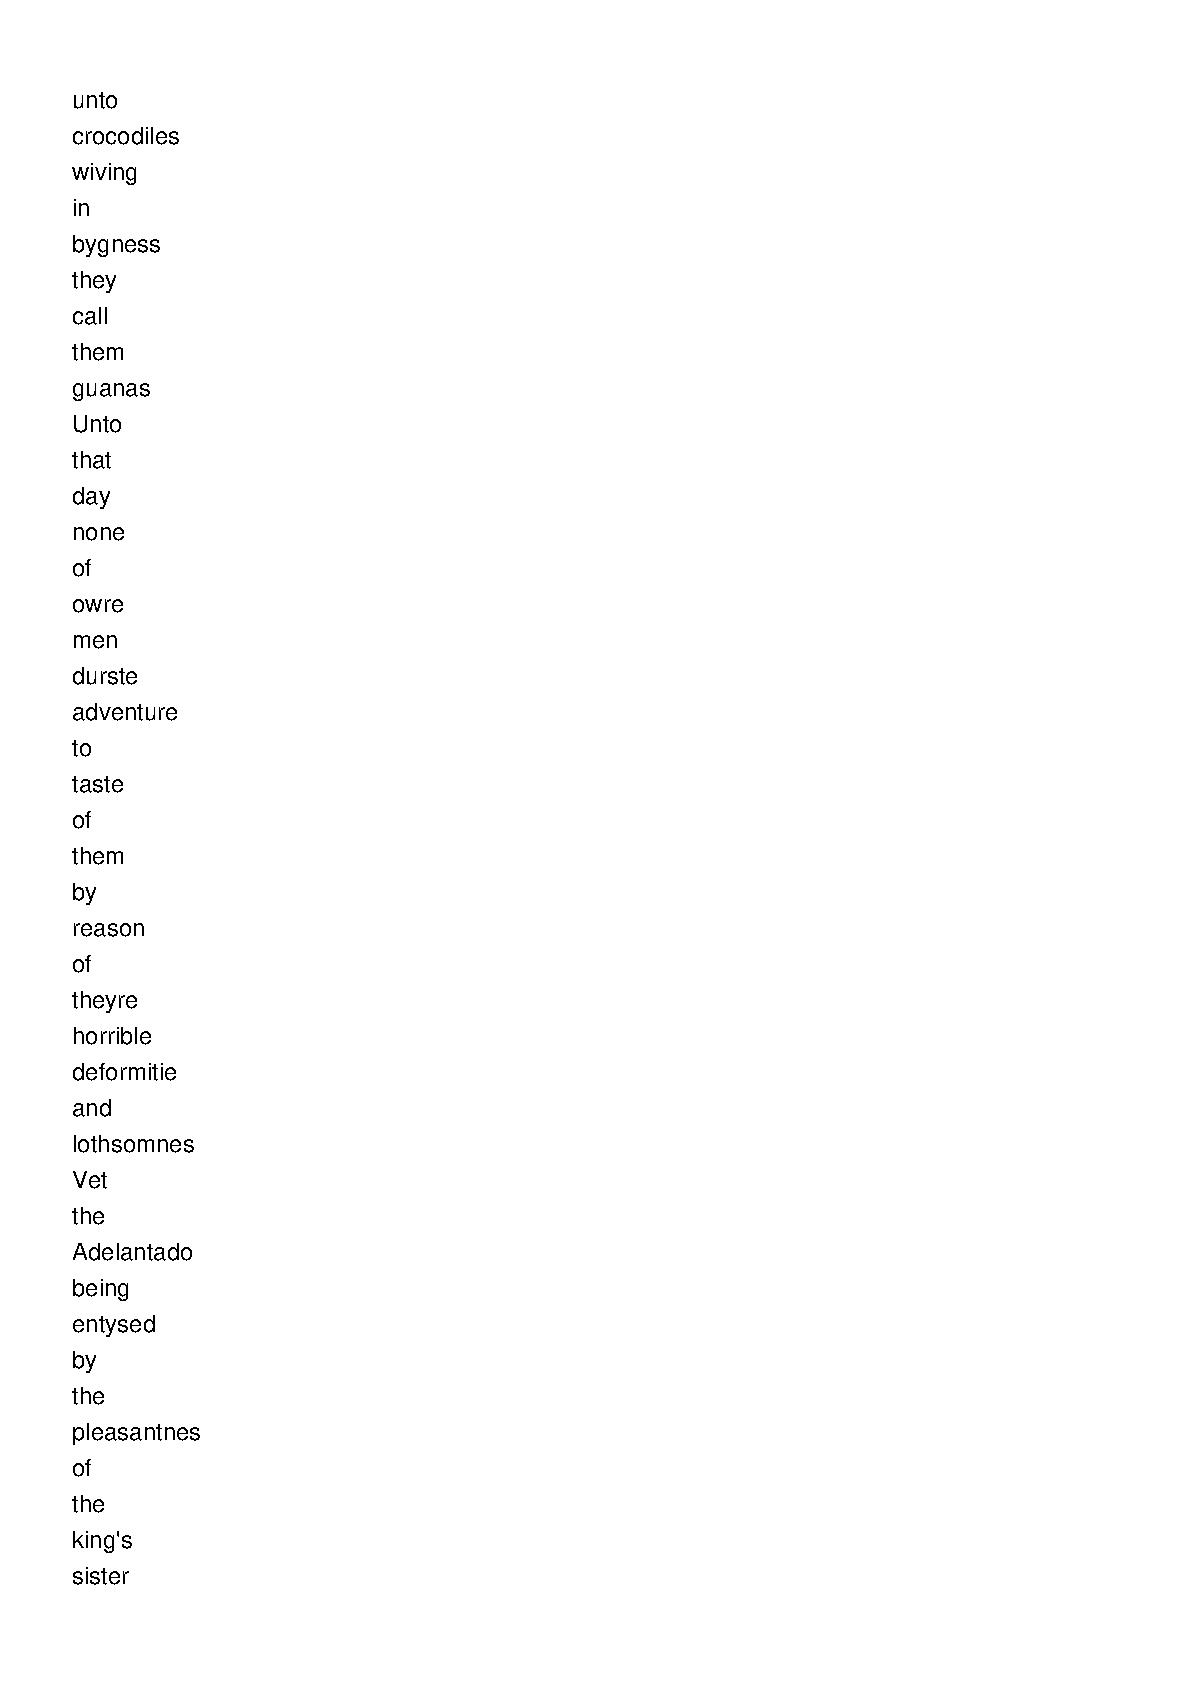 unto
crocodiles
wiving
in
bygness
they
call
them
guanas
Unto
that
day
none
of
owre
men
durste
adventure
to
taste
of
them
by
reason
of
theyre
horrible
deformitie
and
lothsomnes
Vet
the
Adelantado
being
entysed
by
the
pleasantnes
of
the
king's
sister